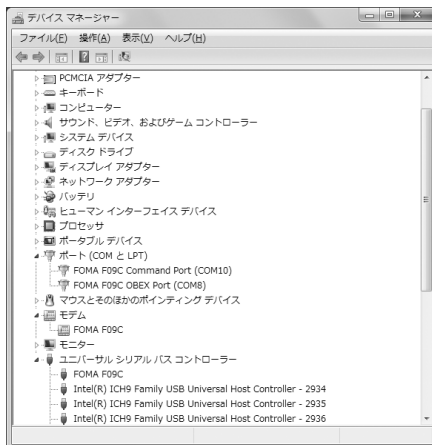 デバイス マネージャー
ファイル(F) 操作(A) 表示(V) ヘルプ(H)
PCMCIA アダプター
キーボード
コンピューター
サウンド、ビデオ、およびゲーム コントローラー
システム デバイス
ディスク ドライブ
ディスプレイ アダプター
ネットワーク アダプター
バッテリ
ヒューマン インターフェイス デバイス
プロセッサ
ポータブル デバイス
ポート (COM と LPT)
FOMA F09C Command Port (COM10)
FOMA F09C OBEX Port (COM8)
マウスとそのほかのポインティング デバイス
モデム
FOMA F09C
モニター
ユニバーサル シリアル バス コントローラー
FOMA F09C
Intel(R) ICH9 Family USB Universal Host Controller - 2934
Intel(R) ICH9 Family USB Universal Host Controller - 2935
Intel(R) ICH9 Family USB Universal Host Controller - 2936